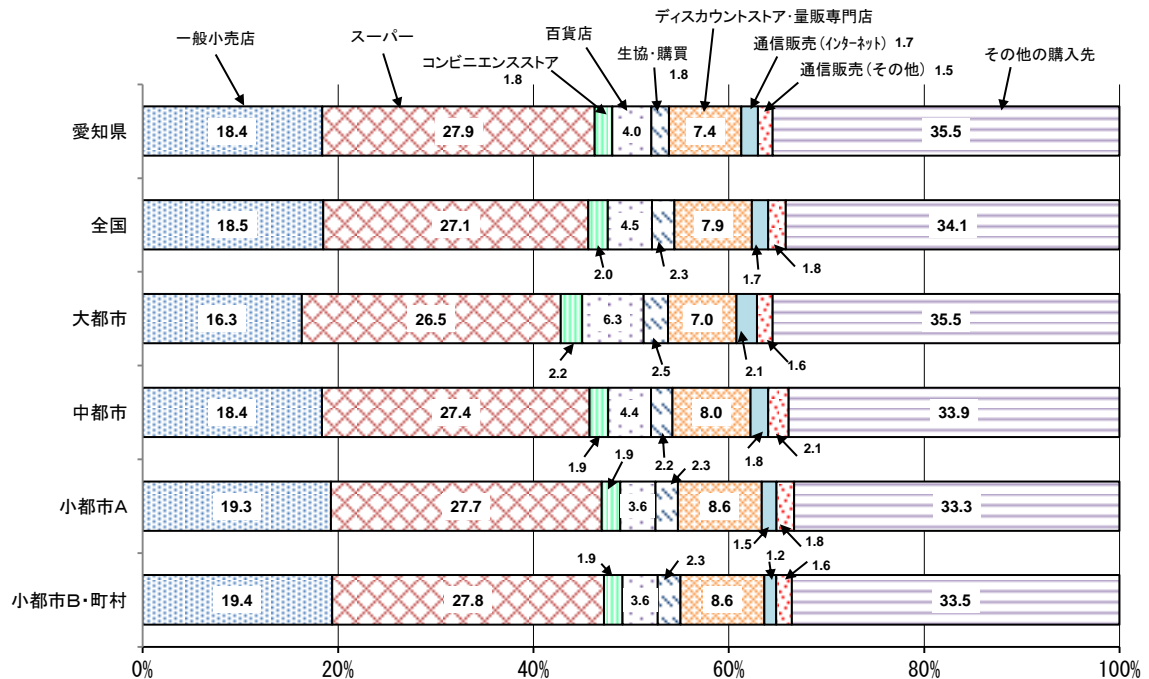 ディスカウントストア・量販専門店
一般小売店
スーパー
百貨店
生協・購買
1.8
通信販売(インターネット) 1.7
コンビニエンスストア
1.8
通信販売(その他) 1.5
その他の購入先
愛知県 18.4 27.9 4.0 7.4 35.5
全国 18.5 27.1 4.5 7.9 34.1
2.0 2.3 1.7 1.8
大都市 16.3 26.5 6.3 7.0 35.5
2.2 2.5 2.1 1.6
中都市 18.4 27.4 4.4 8.0 33.9
1.9 1.9 2.2 2.3 1.8 2.1
小都市A 19.3 27.7 3.6 8.6 33.3
1.5 1.8
1.9 2.3 1.2 1.6
小都市B・町村 19.4 27.8 3.6 8.6 33.5
0% 20% 40% 60% 80% 100%